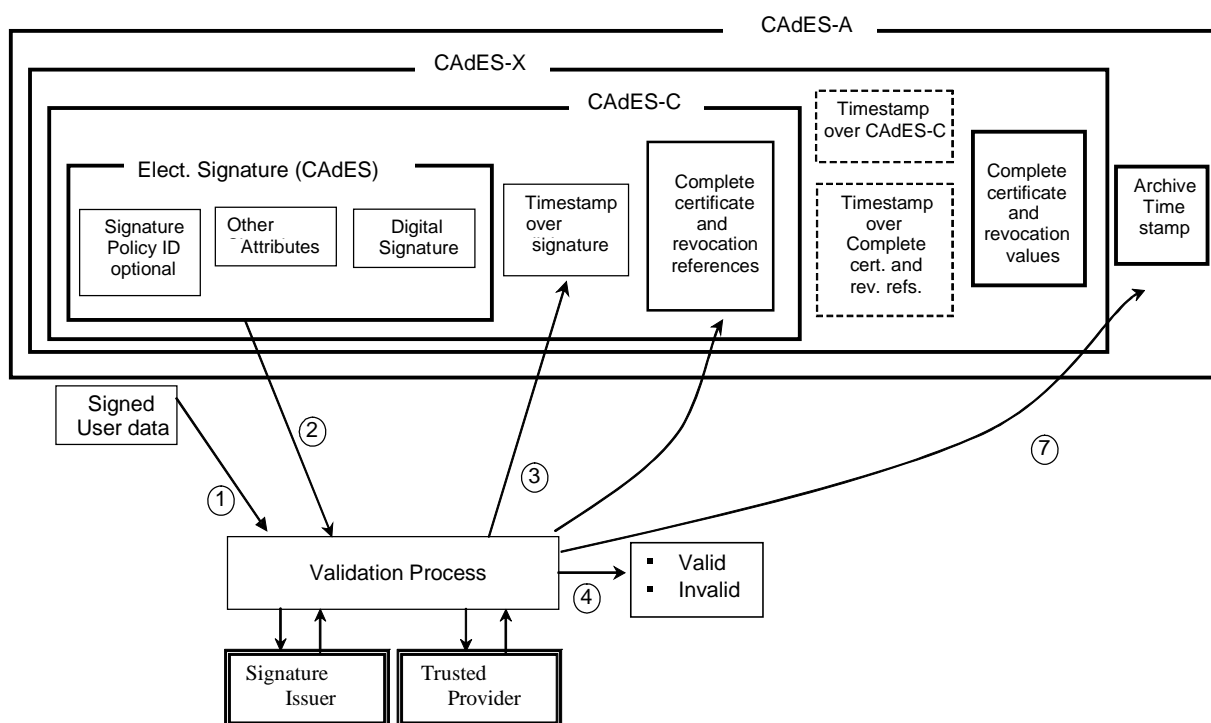 CAdES-A
CAdES-X
CAdES-C
Elect. Signature (CAdES)
Signature
Policy ID
optional
Other
Attributes
Digital
Signature
Timestamp
over
signature
Complete
certificate
and
revocation
references
Timestamp
over CAdES-C
Timestamp
over
Complete
cert. and
rev. refs.
Complete
certificate
and
revocation
values
Archive
Time
stamp
Signed
User data
1
2
3
7
Validation Process
4
▪ Valid
▪ Invalid
Signature
Issuer
Trusted
Provider